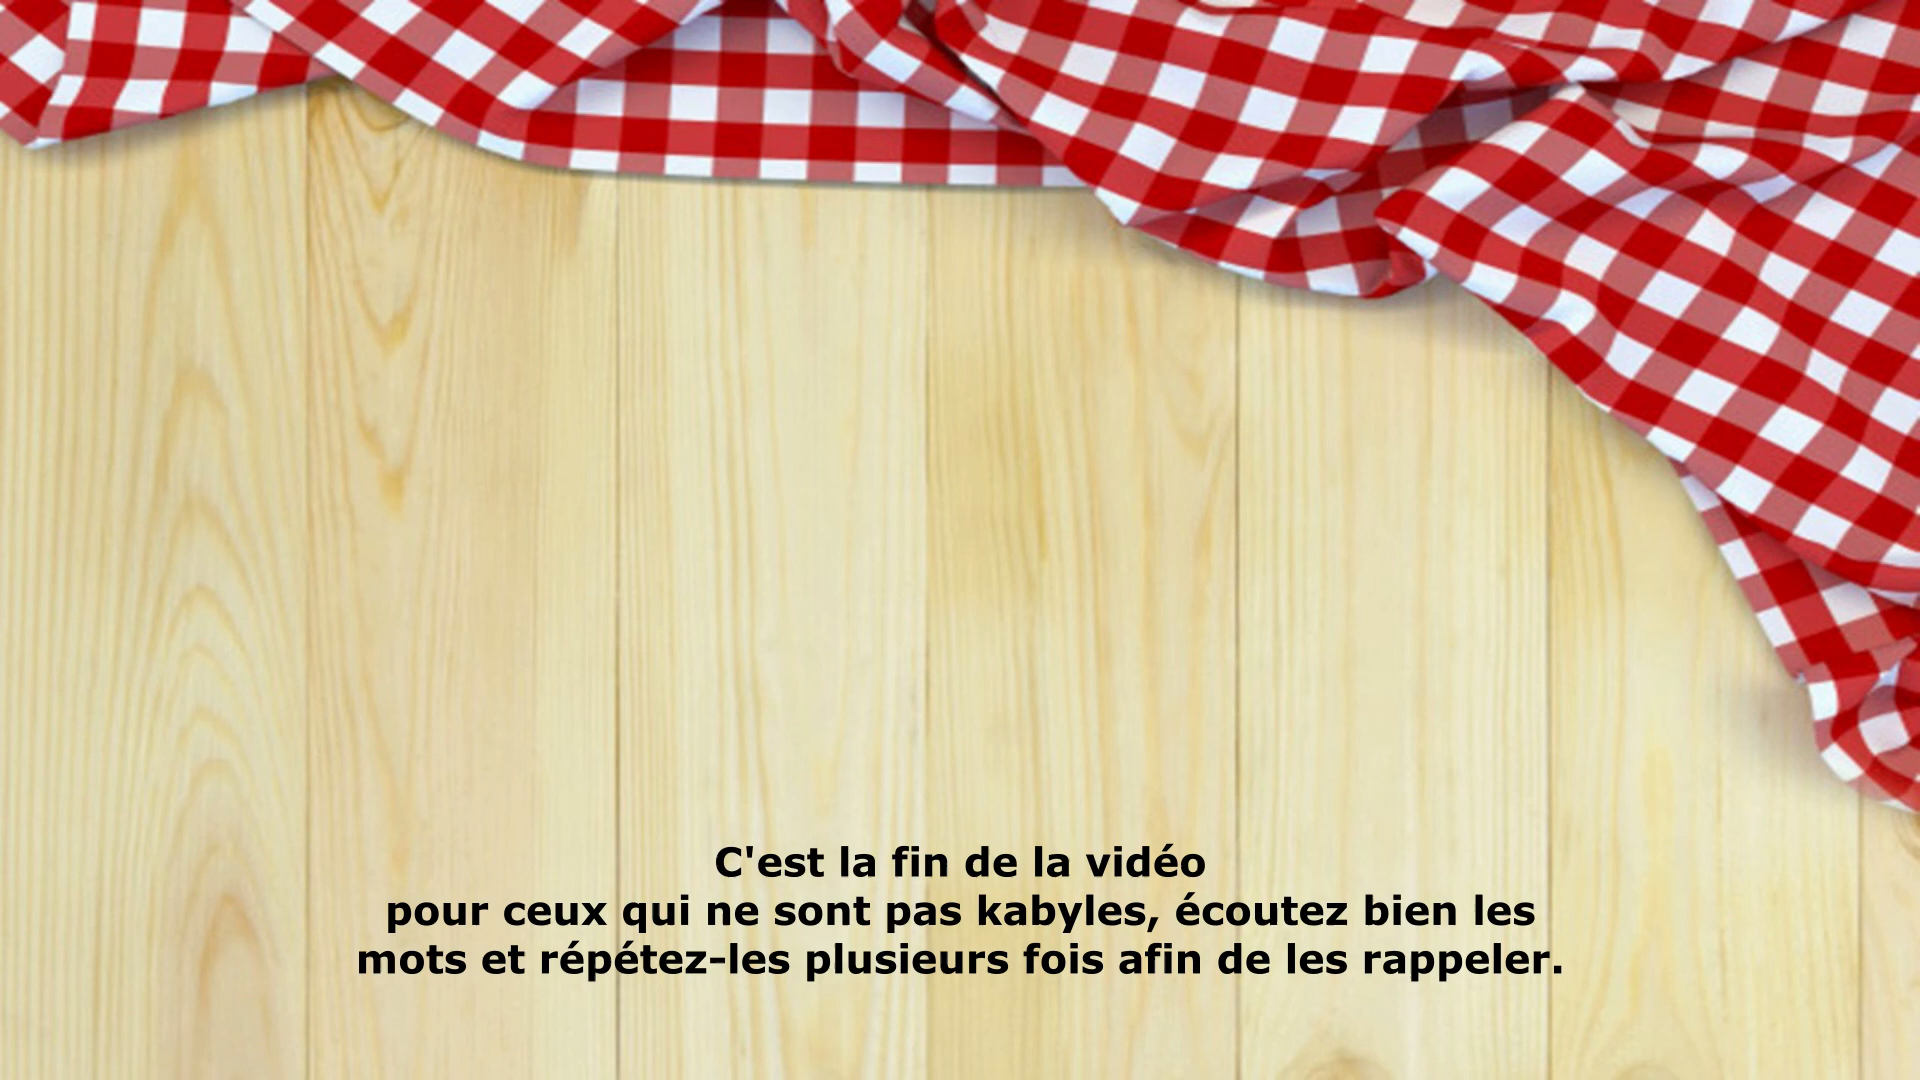 C'est la fin de la vidéo
pour ceux qui ne sont pas kabyles, écoutez bien les
mots et répétez-les plusieurs fois afin de les rappeler.